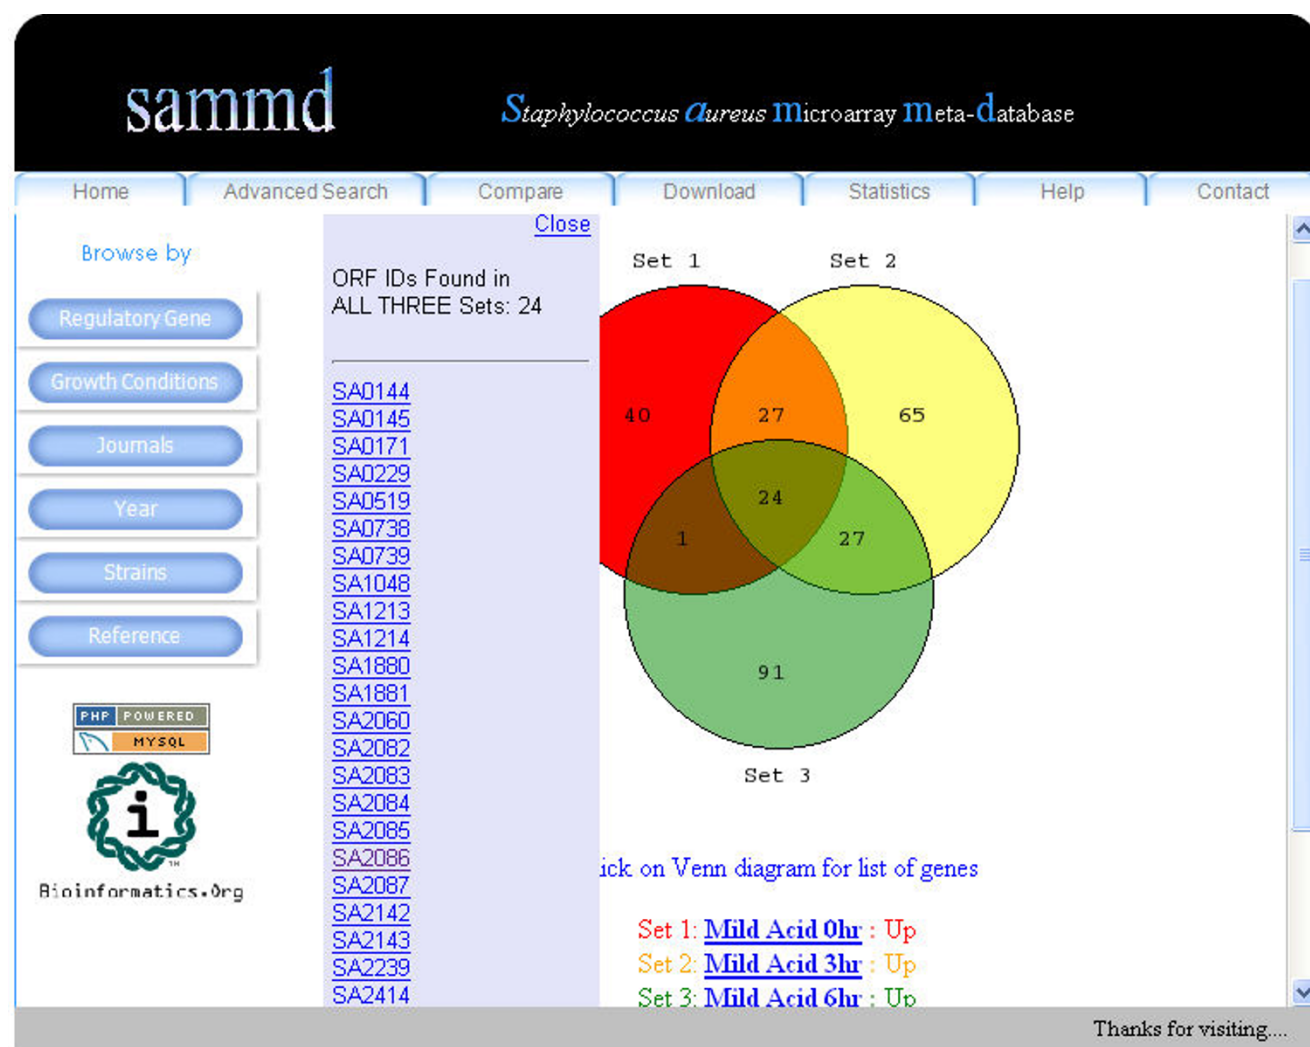 sammd
Staphylococcus aureus microarray meta-database
Home Advanced Search Compare Download Statistics Help Contact
Browse by
Regulatory Gene
Growth Conditions
Journals
Year
Strains
Reference
PHP POWERED
MYSQL
i
TM
Bioinformatics.Org
Close
ORF IDs Found in
ALL THREE Sets: 24
SA0144
SA0145
SA0171
SA0229
SA0519
SA0738
SA0739
SA1048
SA1213
SA1214
SA1880
SA1881
SA2060
SA2082
SA2083
SA2084
SA2085
SA2086
SA2087
SA2142
SA2143
SA2239
SA2414
Set 1 Set 2
40 27 65
24
1 27
91
Set 3
ick on Venn diagram for list of genes
Set 1: Mild Acid 0hr : Up
Set 2: Mild Acid 3hr : Up
Set 3: Mild Acid 6hr : Up
Thanks for visiting....